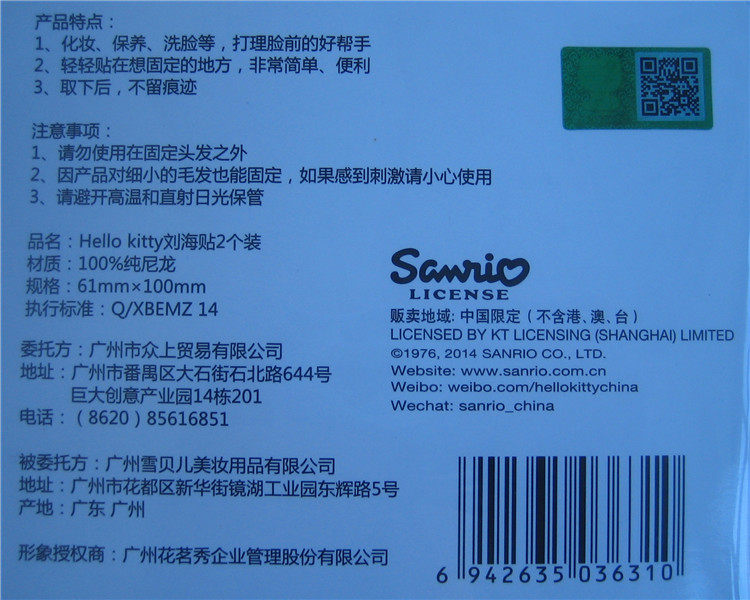 产品特点：
1、化妆、保养、洗脸等，打理脸前的好帮手
2、轻轻贴在想固定的地方，非常简单、便利
3、取下后，不留痕迹
注意事项：
1、请勿使用在固定头发之外
2、因产品对细小的毛发也能固定，如果感到刺激请小心使用
3、请避开高温和直射日光保管
品名：Hello kitty刘海贴2个装
材质：100%纯尼龙
规格：61mm×100mm
执行标准：Q/XBEMZ 14
委托方：广州市众上贸易有限公司
地址：广州市番禺区大石街石北路644号
巨大创意产业园14栋201
电话：（8620）85616851
被委托方：广州雪贝儿美妆用品有限公司
地址：广州市花都区新华街镜湖工业园东辉路5号
产地：广东 广州
形象授权商：广州花茗秀企业管理股份有限公司
Sanrio
LICENSE
贩卖地域: 中国限定（不含港、澳、台）
LICENSED BY KT LICENSING (SHANGHAI) LIMITED
©1976, 2014 SANRIO CO., LTD.
Website: www.sanrio.com.cn
Weibo: weibo.com/hellokittychina
Wechat: sanrio_china
6 942635 036310